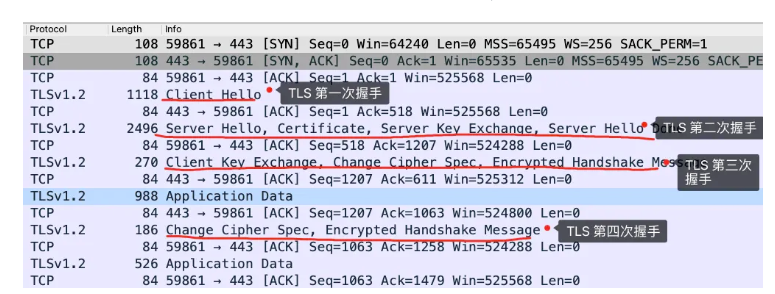 Protocol Length Info
TCP 108 59861 → 443 [SYN] Seq=0 Win=64240 Len=0 MSS=65495 WS=256 SACK_PERM=1
TCP 108 443 → 59861 [SYN, ACK] Seq=0 Ack=1 Win=65535 Len=0 MSS=65495 WS=256 SACK_PE
TCP 84 59861 → 443 [ACK] Seq=1 Ack=1 Win=525568 Len=0
TLSv1.2 1118 Client Hello TLS 第一次握手
TCP 84 443 → 59861 [ACK] Seq=1 Ack=518 Win=525568 Len=0
TLSv1.2 2496 Server Hello, Certificate, Server Key Exchange, Server Hello TLS 第二次握手
TCP 84 59861 → 443 [ACK] Seq=518 Ack=1207 Win=524288 Len=0
TLSv1.2 270 Client Key Exchange, Change Cipher Spec, Encrypted Handshake TLS 第三次
握手
TCP 84 443 → 59861 [ACK] Seq=1207 Ack=611 Win=525312 Len=0
TLSv1.2 988 Application Data
TCP 84 443 → 59861 [ACK] Seq=1207 Ack=1063 Win=524800 Len=0
TLSv1.2 186 Change Cipher Spec, Encrypted Handshake Message TLS 第四次握手
TCP 84 59861 → 443 [ACK] Seq=1063 Ack=1258 Win=524288 Len=0
TLSv1.2 526 Application Data
TCP 84 59861 → 443 [ACK] Seq=1063 Ack=1479 Win=525568 Len=0